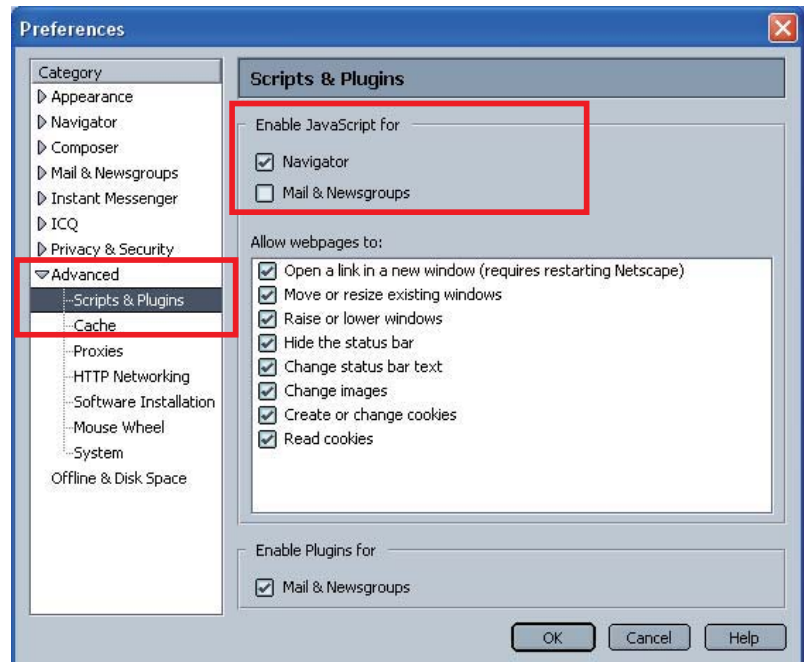 Preferences
Category
Appearance
Navigator
Composer
Mail & Newsgroups
Instant Messenger
ICQ
Privacy & Security
Advanced
Scripts & Plugins
Cache
Proxies
HTTP Networking
Software Installation
Mouse Wheel
System
Offline & Disk Space
Scripts & Plugins
Enable JavaScript for
Navigator
Mail & Newsgroups
Allow webpages to:
Open a link in a new window (requires restarting Netscape)
Move or resize existing windows
Raise or lower windows
Hide the status bar
Change status bar text
Change images
Create or change cookies
Read cookies
Enable Plugins for
Mail & Newsgroups
OK
Cancel
Help